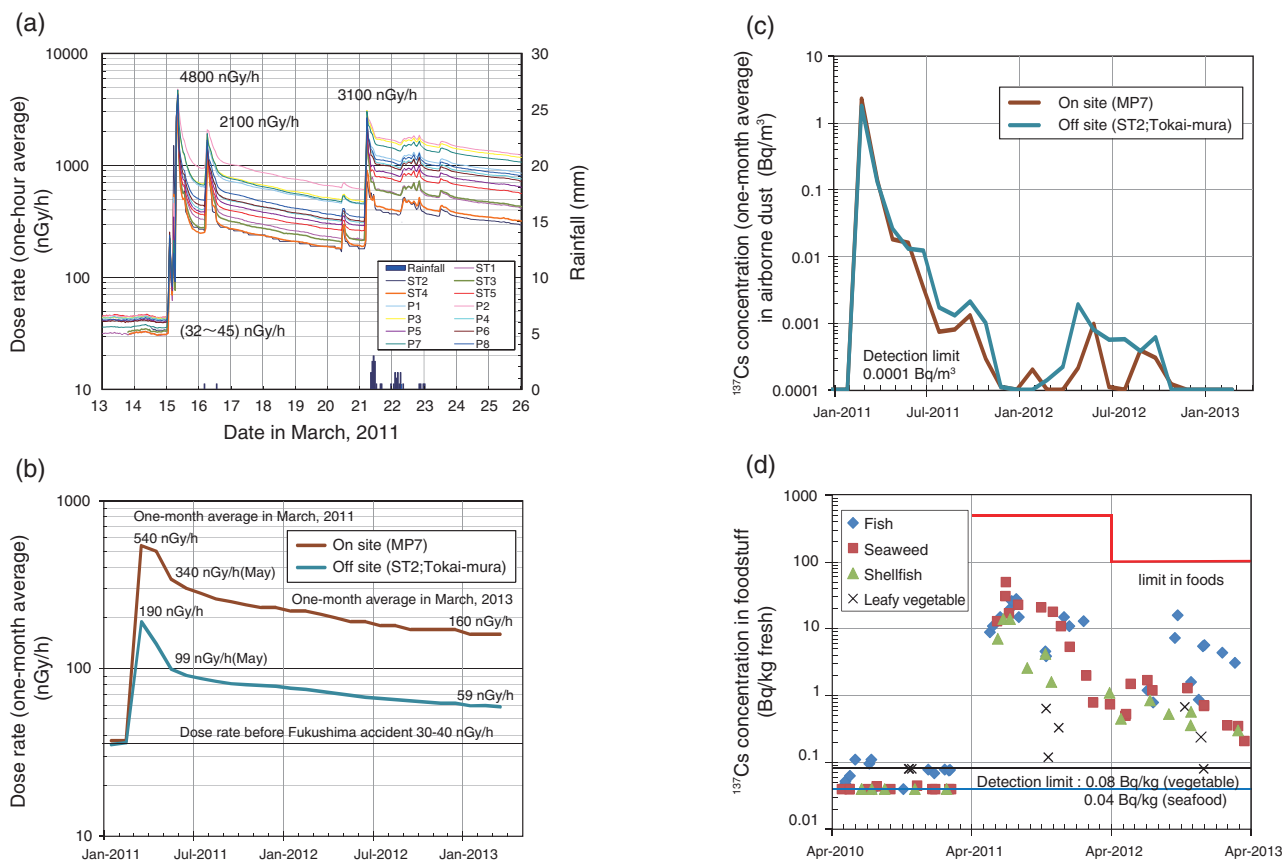 (a)
10000
1000
100
10
30
25
20
15
10
5
0
4800 nGy/h
2100 nGy/h
3100 nGy/h
(32～45) nGy/h
Rainfall ST1
ST2 ST3
ST4 ST5
P1 P2
P3 P4
P5 P6
P7 P8
13 14 15 16 17 18 19 20 21 22 23 24 25 26
Date in March, 2011
Dose rate (one-hour average)
(nGy/h)
Rainfall (mm)
(b)
1000
100
10
One-month average in March, 2011
540 nGy/h
340 nGy/h(May)
190 nGy/h
99 nGy/h(May)
On site (MP7)
Off site (ST2;Tokai-mura)
One-month average in March, 2013
160 nGy/h
59 nGy/h
Dose rate before Fukushima accident 30-40 nGy/h
Jan-2011 Jul-2011 Jan-2012 Jul-2012 Jan-2013
Dose rate (one-month average)
(nGy/h)
(c)
10
1
0.1
0.01
0.001
0.0001
On site (MP7)
Off site (ST2;Tokai-mura)
Detection limit
0.0001 Bq/m³
Jan-2011 Jul-2011 Jan-2012 Jul-2012 Jan-2013
¹³⁷Cs concentration (one-month average)
in airborne dust (Bq/m³)
(d)
1000
100
10
1
0.1
0.01
Fish
Seaweed
Shellfish
Leafy vegetable
limit in foods
Detection limit : 0.08 Bq/kg (vegetable)
0.04 Bq/kg (seafood)
Apr-2010 Apr-2011 Apr-2012 Apr-2013
¹³⁷Cs concentration in foodstuff
(Bq/kg fresh)